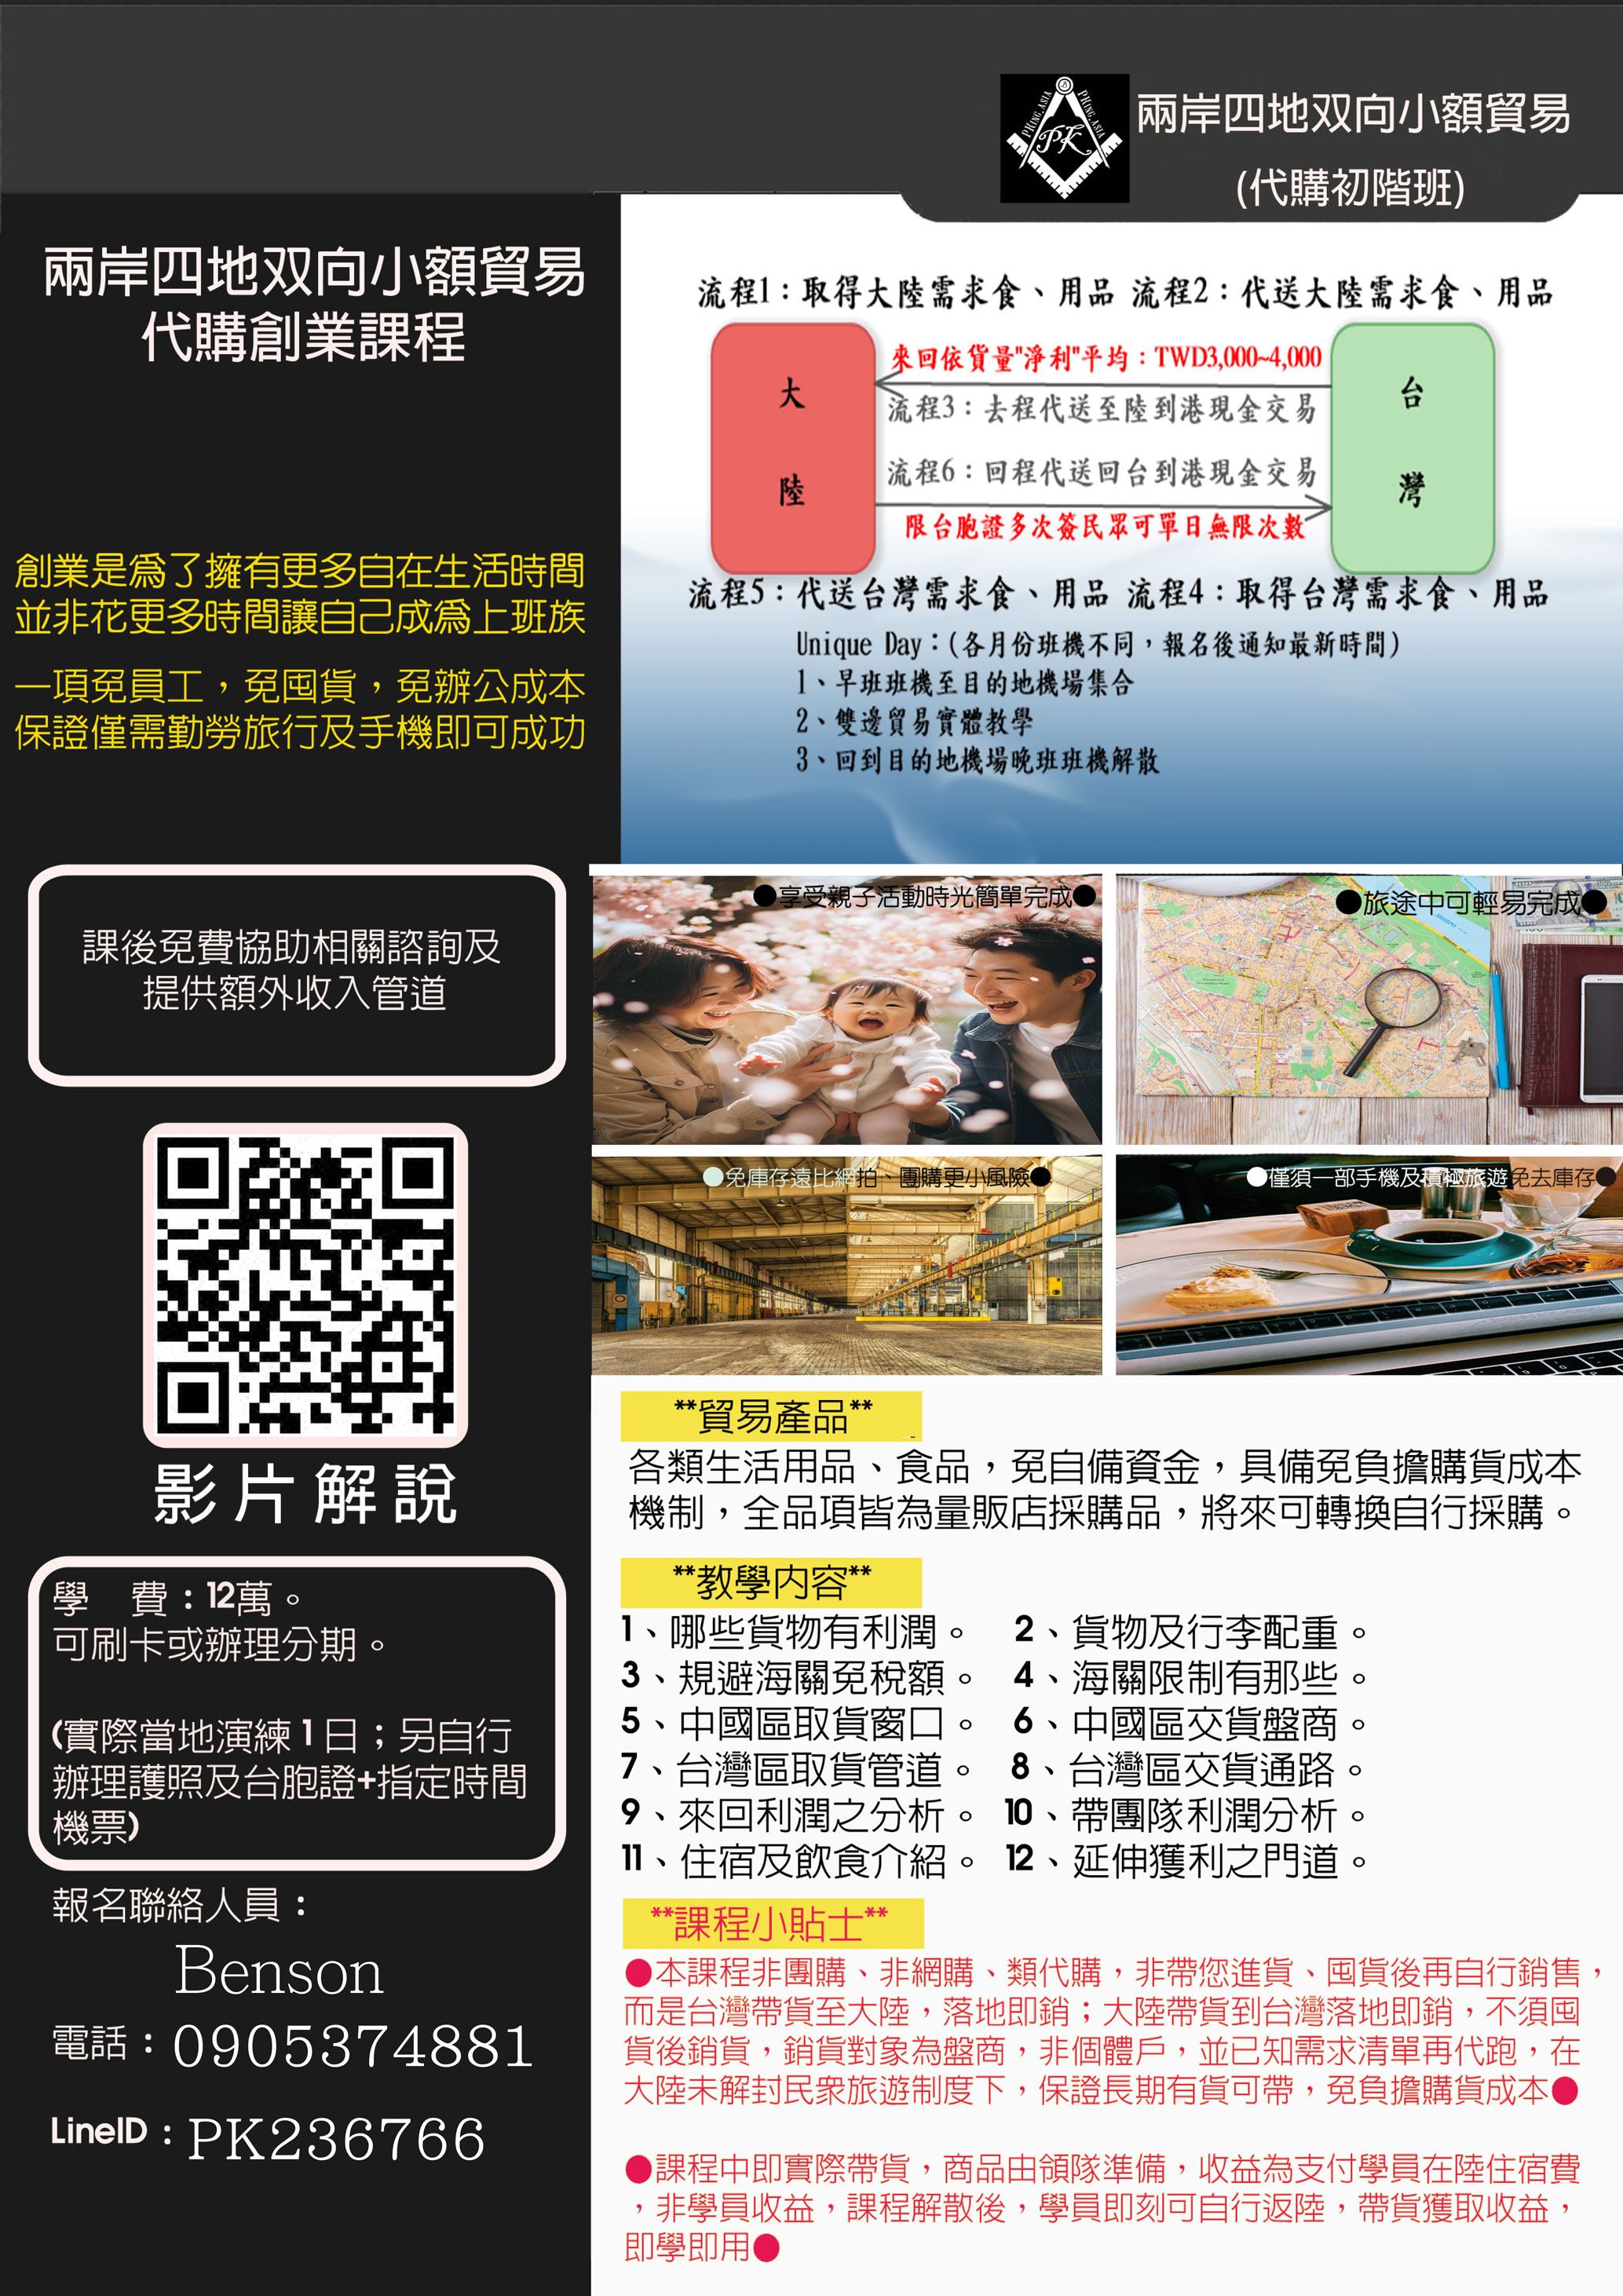 PHING.ASIA
PHING.ASIA
PK
兩岸四地双向小額貿易
(代購初階班)
兩岸四地双向小額貿易
代購創業課程
創業是爲了擁有更多自在生活時間
並非花更多時間讓自己成爲上班族
一項免員工，免囤貨，免辦公成本
保證僅需勤勞旅行及手機即可成功
課後免費協助相關諮詢及
提供額外收入管道
影片解說
學　費：12萬。
可刷卡或辦理分期。
(實際當地演練1日；另自行
辦理護照及台胞證+指定時間
機票)
報名聯絡人員：
Benson
電話：0905374881
LineID：PK236766
流程1：取得大陸需求食、用品 流程2：代送大陸需求食、用品
大陸
來回依貨量"淨利"平均：TWD3,000~4,000
流程3：去程代送至陸到港現金交易
流程6：回程代送回台到港現金交易
限台胞證多次簽民眾可單日無限次數
台灣
流程5：代送台灣需求食、用品 流程4：取得台灣需求食、用品
Unique Day：(各月份班機不同，報名後通知最新時間)
1、早班班機至目的地機場集合
2、雙邊貿易實體教學
3、回到目的地機場晚班班機解散
●享受親子活動時光簡單完成●
●旅途中可輕易完成●
●免庫存遠比網拍、團購更小風險●
●僅須一部手機及積極旅遊免去庫存●
**貿易產品**
各類生活用品、食品，免自備資金，具備免負擔購貨成本
機制，全品項皆為量販店採購品，將來可轉換自行採購。
**教學內容**
1、哪些貨物有利潤。 2、貨物及行李配重。
3、規避海關免稅額。 4、海關限制有那些。
5、中國區取貨窗口。 6、中國區交貨盤商。
7、台灣區取貨管道。 8、台灣區交貨通路。
9、來回利潤之分析。 10、帶團隊利潤分析。
11、住宿及飲食介紹。 12、延伸獲利之門道。
**課程小貼士**
●本課程非團購、非網購、類代購，非帶您進貨、囤貨後再自行銷售，
而是台灣帶貨至大陸，落地即銷；大陸帶貨到台灣落地即銷，不須囤
貨後銷貨，銷貨對象為盤商，非個體戶，並已知需求清單再代跑，在
大陸未解封民衆旅遊制度下，保證長期有貨可帶，免負擔購貨成本●
●課程中即實際帶貨，商品由領隊準備，收益為支付學員在陸住宿費
，非學員收益，課程解散後，學員即刻可自行返陸，帶貨獲取收益，
即學即用●